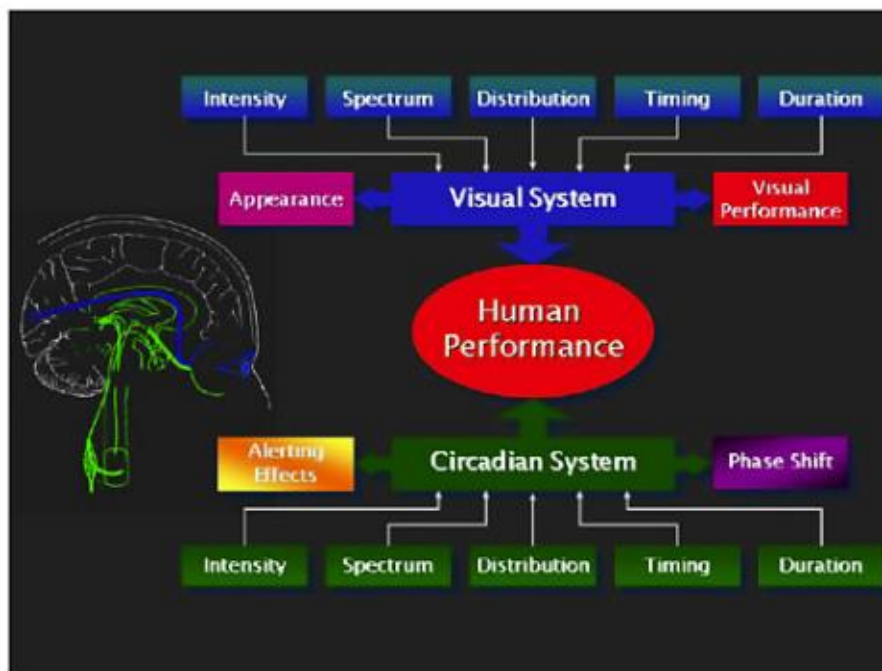 Intensity
Spectrum
Distribution
Timing
Duration
Appearance
Visual System
Visual
Performance
Human
Performance
Alerting
Effects
Circadian System
Phase Shift
Intensity
Spectrum
Distribution
Timing
Duration